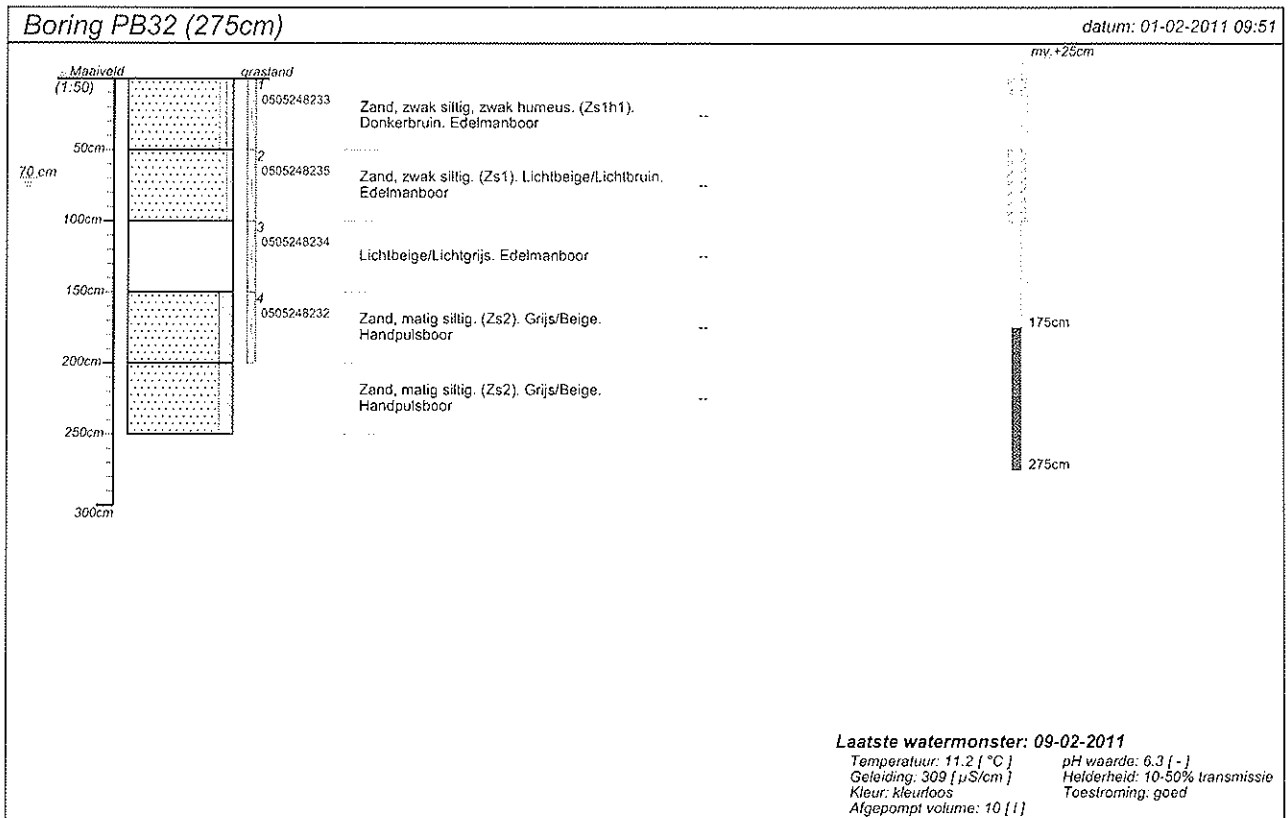 Boring PB32 (275cm)
datum: 01-02-2011 09:51
mv.+25cm
Maaiveld
grasland
(1:50)
1
0505248233
Zand, zwak siltig, zwak humeus. (Zs1h1).
Donkerbruin. Edelmanboor
--
50cm
2
70 cm
0505248235
Zand, zwak siltig. (Zs1). Lichtbeige/Lichtbruin.
Edelmanboor
--
100cm
3
0505248234
Lichtbeige/Lichtgrijs. Edelmanboor
--
150cm
4
0505248232
Zand, matig siltig. (Zs2). Grijs/Beige.
Handpulsboor
--
175cm
200cm
Zand, matig siltig. (Zs2). Grijs/Beige.
Handpulsboor
--
250cm
275cm
300cm
Laatste watermonster: 09-02-2011
Temperatuur: 11.2 [ °C ]
pH waarde: 6.3 [ - ]
Geleiding: 309 [ µS/cm ]
Helderheid: 10-50% transmissie
Kleur: kleurloos
Toestroming: goed
Afgepompt volume: 10 [ l ]